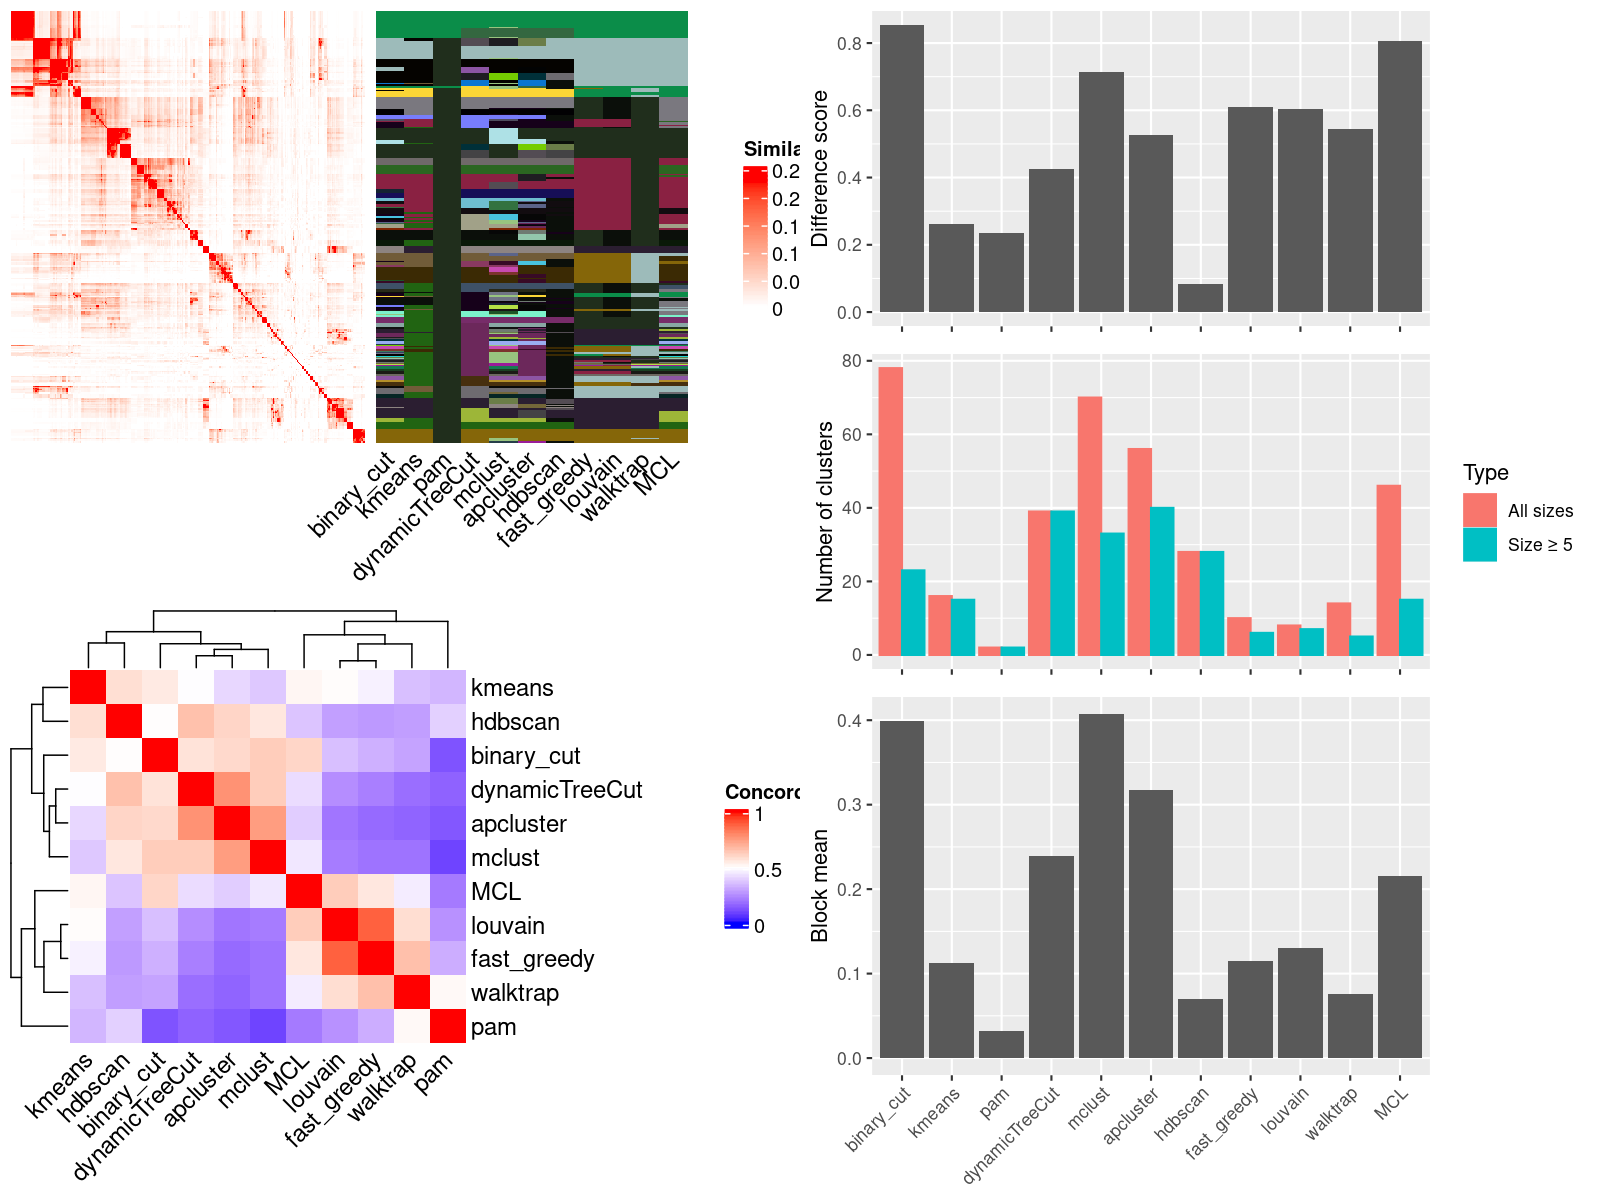 Simila
0.2
0.2
0.1
0.1
0.0
0
binary_cut
kmeans
pam
dynamicTreeCut
mclust
apcluster
hdbscan
fast_greedy
louvain
walktrap
MCL
kmeans
hdbscan
binary_cut
dynamicTreeCut
apcluster
mclust
MCL
louvain
fast_greedy
walktrap
pam
kmeans
hdbscan
binary_cut
dynamicTreeCut
apcluster
mclust
MCL
louvain
fast_greedy
walktrap
pam
Concord
1
0.5
0
Difference score
0.8
0.6
0.4
0.2
0.0
Number of clusters
80
60
40
20
0
Type
All sizes
Size ≥ 5
Block mean
0.4
0.3
0.2
0.1
0.0
binary_cut
kmeans
pam
dynamicTreeCut
mclust
apcluster
hdbscan
fast_greedy
louvain
walktrap
MCL